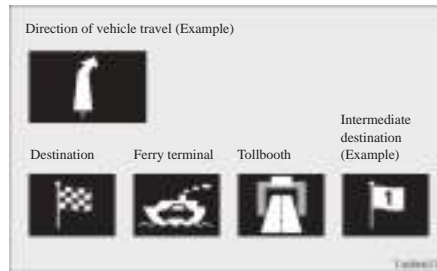 Direction of vehicle travel (Example)
Intermediate
destination
Destination Ferry terminal Tollbooth (Example)
1